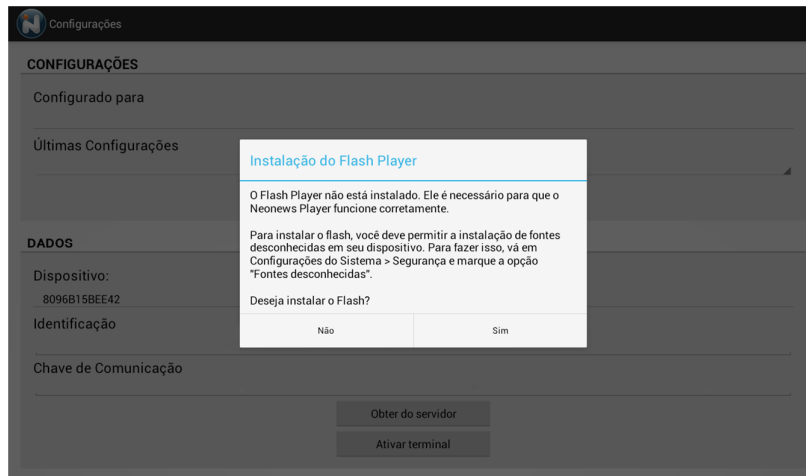 Configurações
CONFIGURAÇÕES
Configurado para
Últimas Configurações
Instalação do Flash Player
O Flash Player não está instalado. Ele é necessário para que o
Neonews Player funcione corretamente.
Para instalar o flash, você deve permitir a instalação de fontes
desconhecidas em seu dispositivo. Para fazer isso, vá em
Configurações do Sistema > Segurança e marque a opção
"Fontes desconhecidas".
Deseja instalar o Flash?
Não
Sim
DADOS
Dispositivo:
8096B15BEE42
Identificação
Chave de Comunicação
Obter do servidor
Ativar terminal